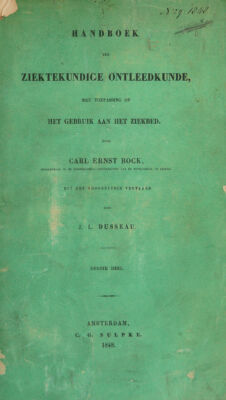 HANDBOEK
DER
ZIEKTEKUNDIGE ONTLEEDKUNDE,
MET TOEPASSING OP
HET GEBRUIK AAN HET ZIEKBED.
DOOR
CARL ERNST BOCK,
UIT HET HOOGDUITSCH VERTAALD
DOOR
J. L. DUSSEAU.
DEEL.
AMSTERDAM,
C. G. SULPKE.
1848.